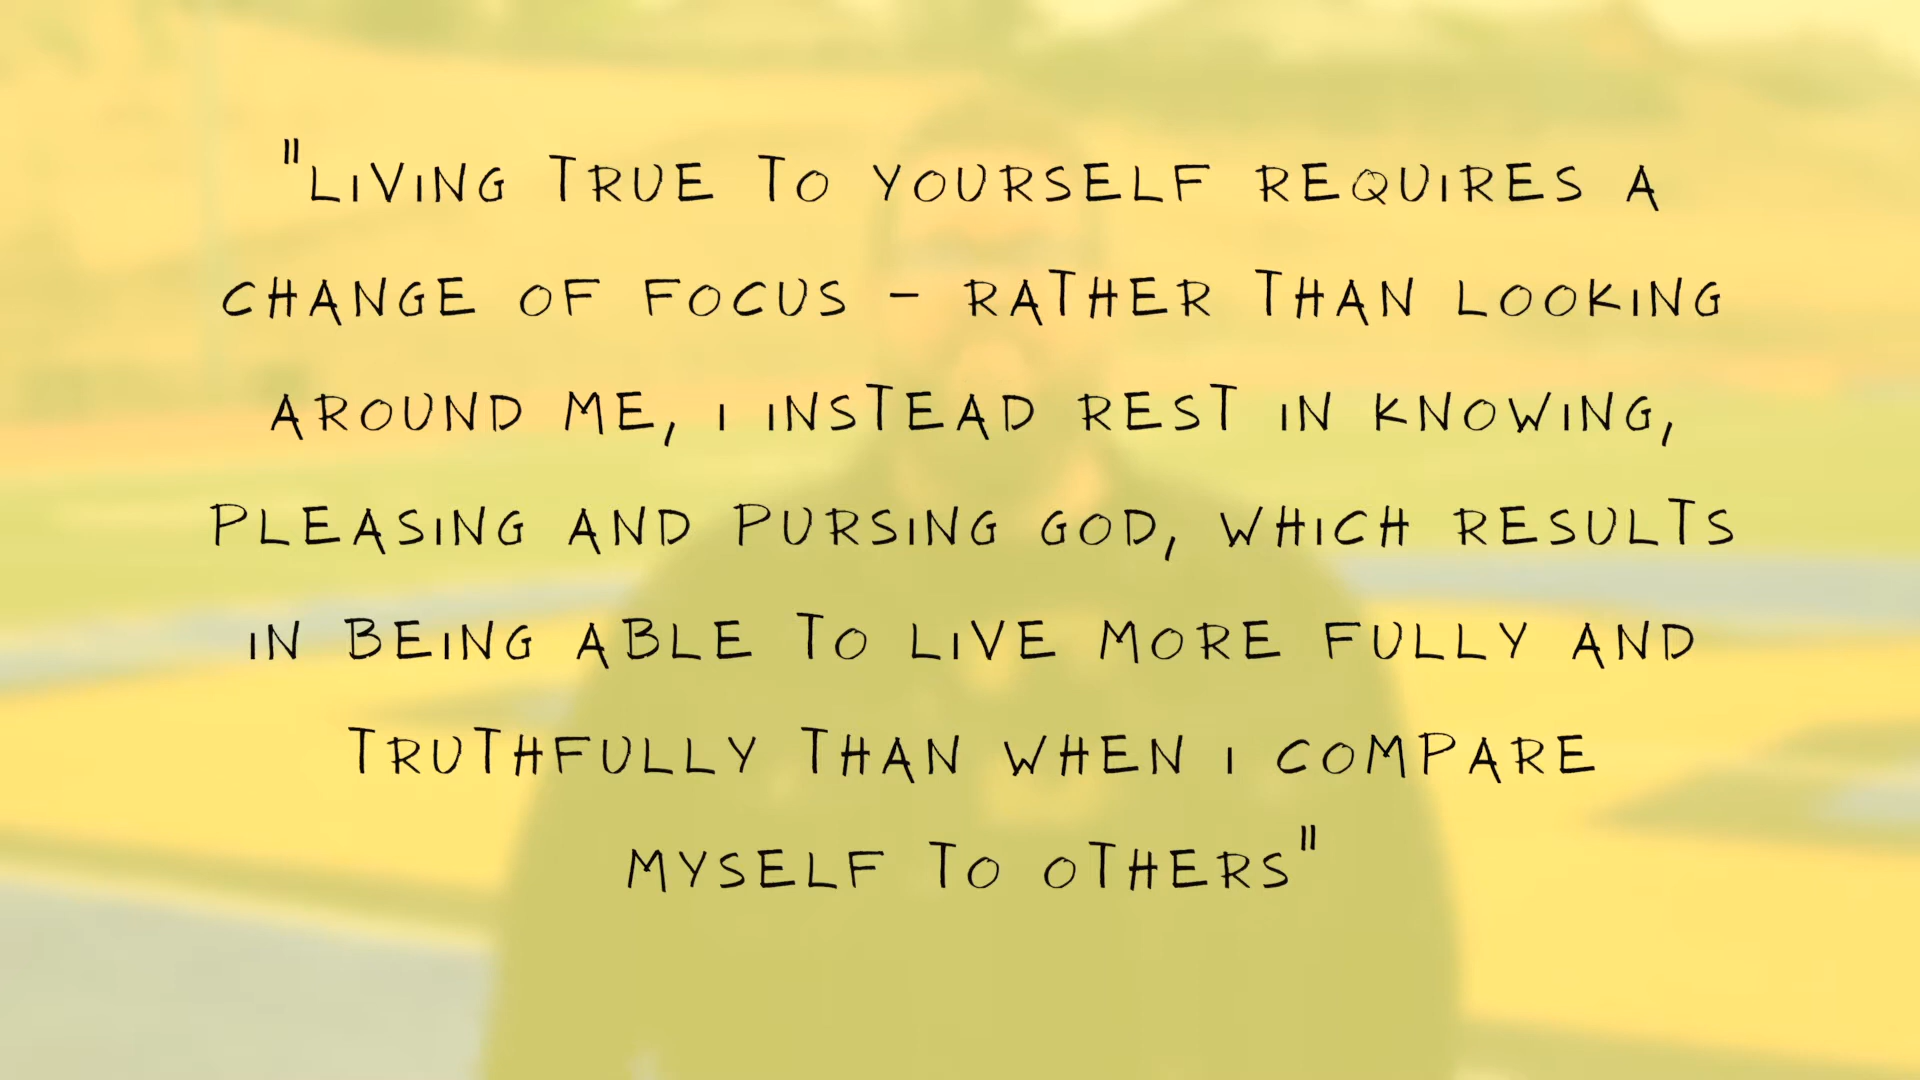 "LIVING TRUE TO YOURSELF REQUIRES A
CHANGE OF FOCUS - RATHER THAN LOOKING
AROUND ME, I INSTEAD REST IN KNOWING,
PLEASING AND PURSING GOD, WHICH RESULTS
IN BEING ABLE TO LIVE MORE FULLY AND
TRUTHFULLY THAN WHEN I COMPARE
MYSELF TO OTHERS"